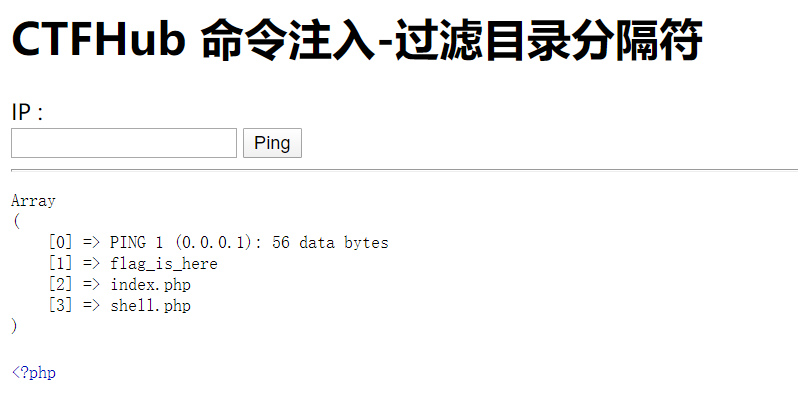 CTFHub 命令注入-过滤目录分隔符
IP :
Ping
Array
(
[0] => PING 1 (0.0.0.1): 56 data bytes
[1] => flag_is_here
[2] => index.php
[3] => shell.php
)
<?php